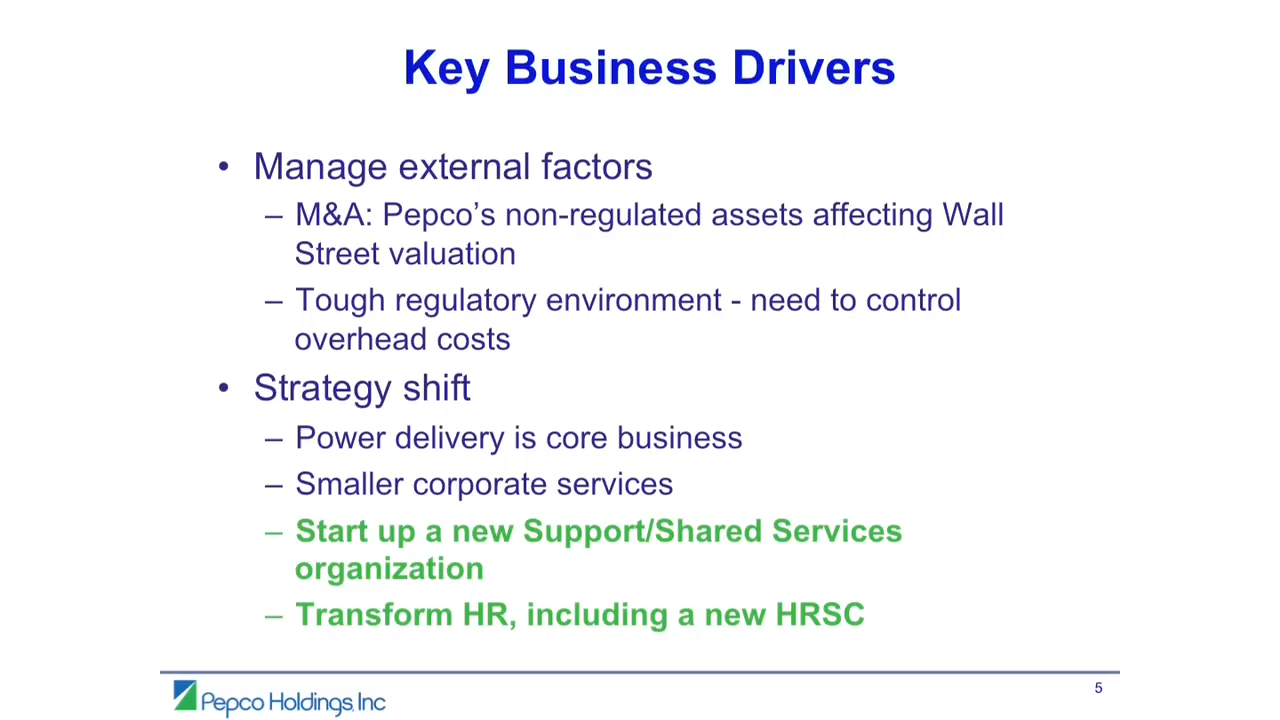 Key Business Drivers
• Manage external factors
– M&A: Pepco’s non-regulated assets affecting Wall
Street valuation
– Tough regulatory environment - need to control
overhead costs
• Strategy shift
– Power delivery is core business
– Smaller corporate services
– Start up a new Support/Shared Services
organization
– Transform HR, including a new HRSC
5
Pepco Holdings, Inc